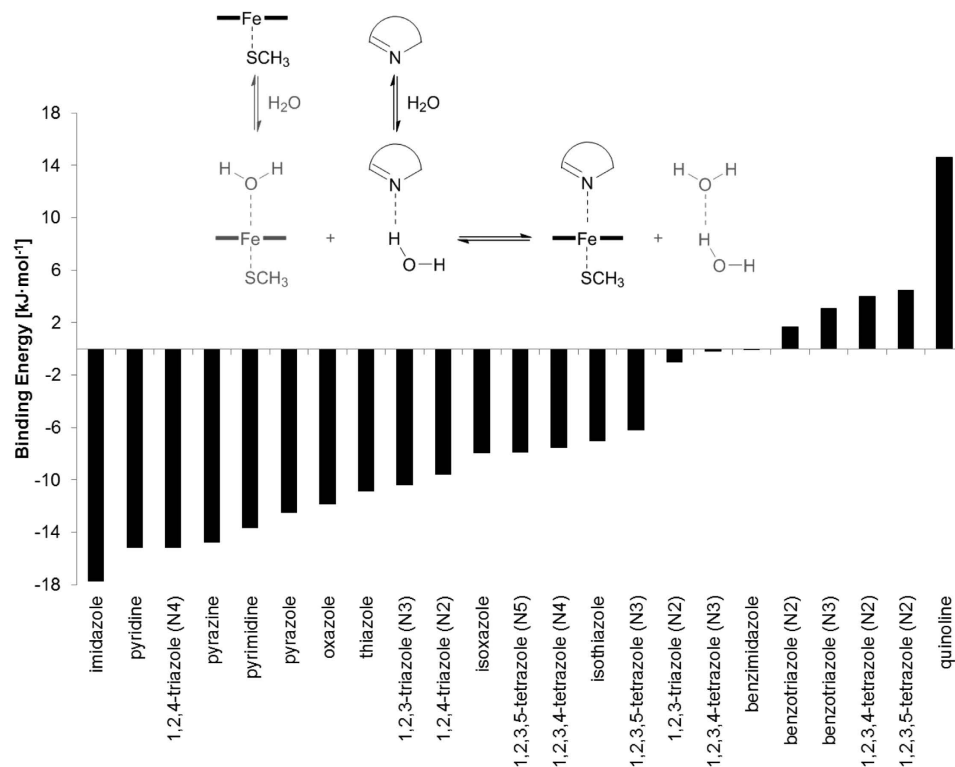 Fe
SCH3
N
H2O
H2O
H H
O
N
N
H H
O
Fe
+
H
O H
Fe
+
H
O H
SCH3
SCH3
Binding Energy [kJ·mol-1]
18
14
10
6
2
-2
-6
-10
-14
-18
imidazole
pyridine
1,2,4-triazole (N4)
pyrazine
pyrimidine
pyrazole
oxazole
thiazole
1,2,3-triazole (N3)
1,2,4-triazole (N2)
isoxazole
1,2,3,5-tetrazole (N5)
1,2,3,4-tetrazole (N4)
isothiazole
1,2,3,5-tetrazole (N3)
1,2,3-triazole (N2)
1,2,3,4-tetrazole (N3)
benzimidazole
benzotriazole (N2)
benzotriazole (N3)
1,2,3,4-tetrazole (N2)
1,2,3,5-tetrazole (N2)
quinoline